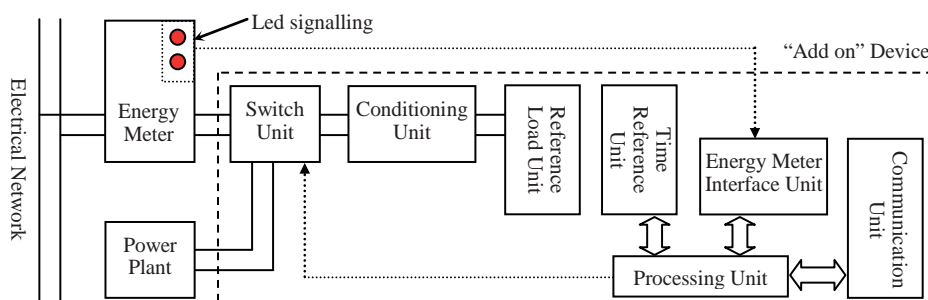 Led signalling
“Add on” Device
Electrical Network
Energy
Meter
Switch
Unit
Conditioning
Unit
Reference
Load Unit
Time
Reference
Unit
Energy Meter
Interface Unit
Communication
Unit
Power
Plant
Processing Unit